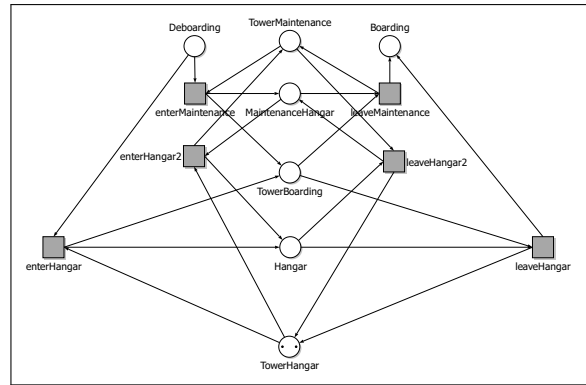 Deboarding
TowerMaintenance
Boarding
enterMaintenance
MaintenanceHangar
leaveMaintenance
enterHangar2
leaveHangar2
TowerBoarding
enterHangar
Hangar
leaveHangar
TowerHangar